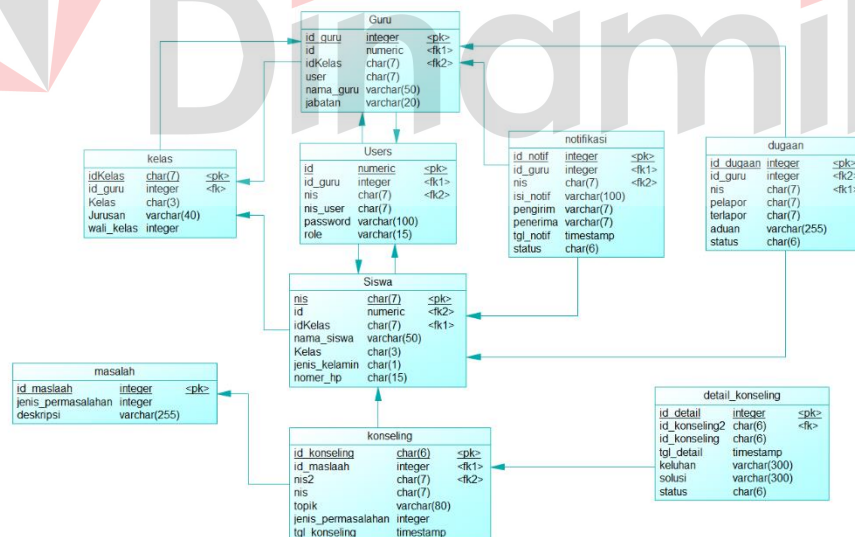 Dinamil
Guru
id_guru integer <pk>
id numeric <fk1>
idKelas char(7) <fk2>
user char(7)
nama_guru varchar(50)
jabatan varchar(20)
kelas
idKelas char(7) <pk>
id_guru integer <fk>
Kelas char(3)
Jurusan varchar(40)
wali_kelas integer
Users
id numeric <pk>
id_guru integer <fk1>
nis char(7) <fk2>
nis_user char(7)
password varchar(100)
role varchar(15)
notifikasi
id_notif integer <pk>
id_guru integer <fk1>
nis char(7) <fk2>
isi_notif varchar(100)
pengirim varchar(7)
penerima varchar(7)
tgl_notif timestamp
status char(6)
dugaan
id_dugaan integer <pk>
id_guru integer <fk2>
nis char(7) <fk1>
pelapor char(7)
terlapor char(7)
aduan varchar(255)
status char(6)
Siswa
nis char(7) <pk>
id numeric <fk2>
idKelas char(7) <fk1>
nama_siswa varchar(50)
Kelas char(3)
jenis_kelamin char(1)
nomer_hp char(15)
masalah
id_maslaah integer <pk>
jenis_permasalahan integer
deskripsi varchar(255)
konseling
id_konseling char(6) <pk>
id_maslaah integer <fk1>
nis2 char(7) <fk2>
nis char(7)
topik varchar(80)
jenis_permasalahan integer
tgl_konseling timestamp
detail_konseling
id_detail integer <pk>
id_konseling2 char(6) <fk>
id_konseling char(6)
tgl_detail timestamp
keluhan varchar(300)
solusi varchar(300)
status char(6)